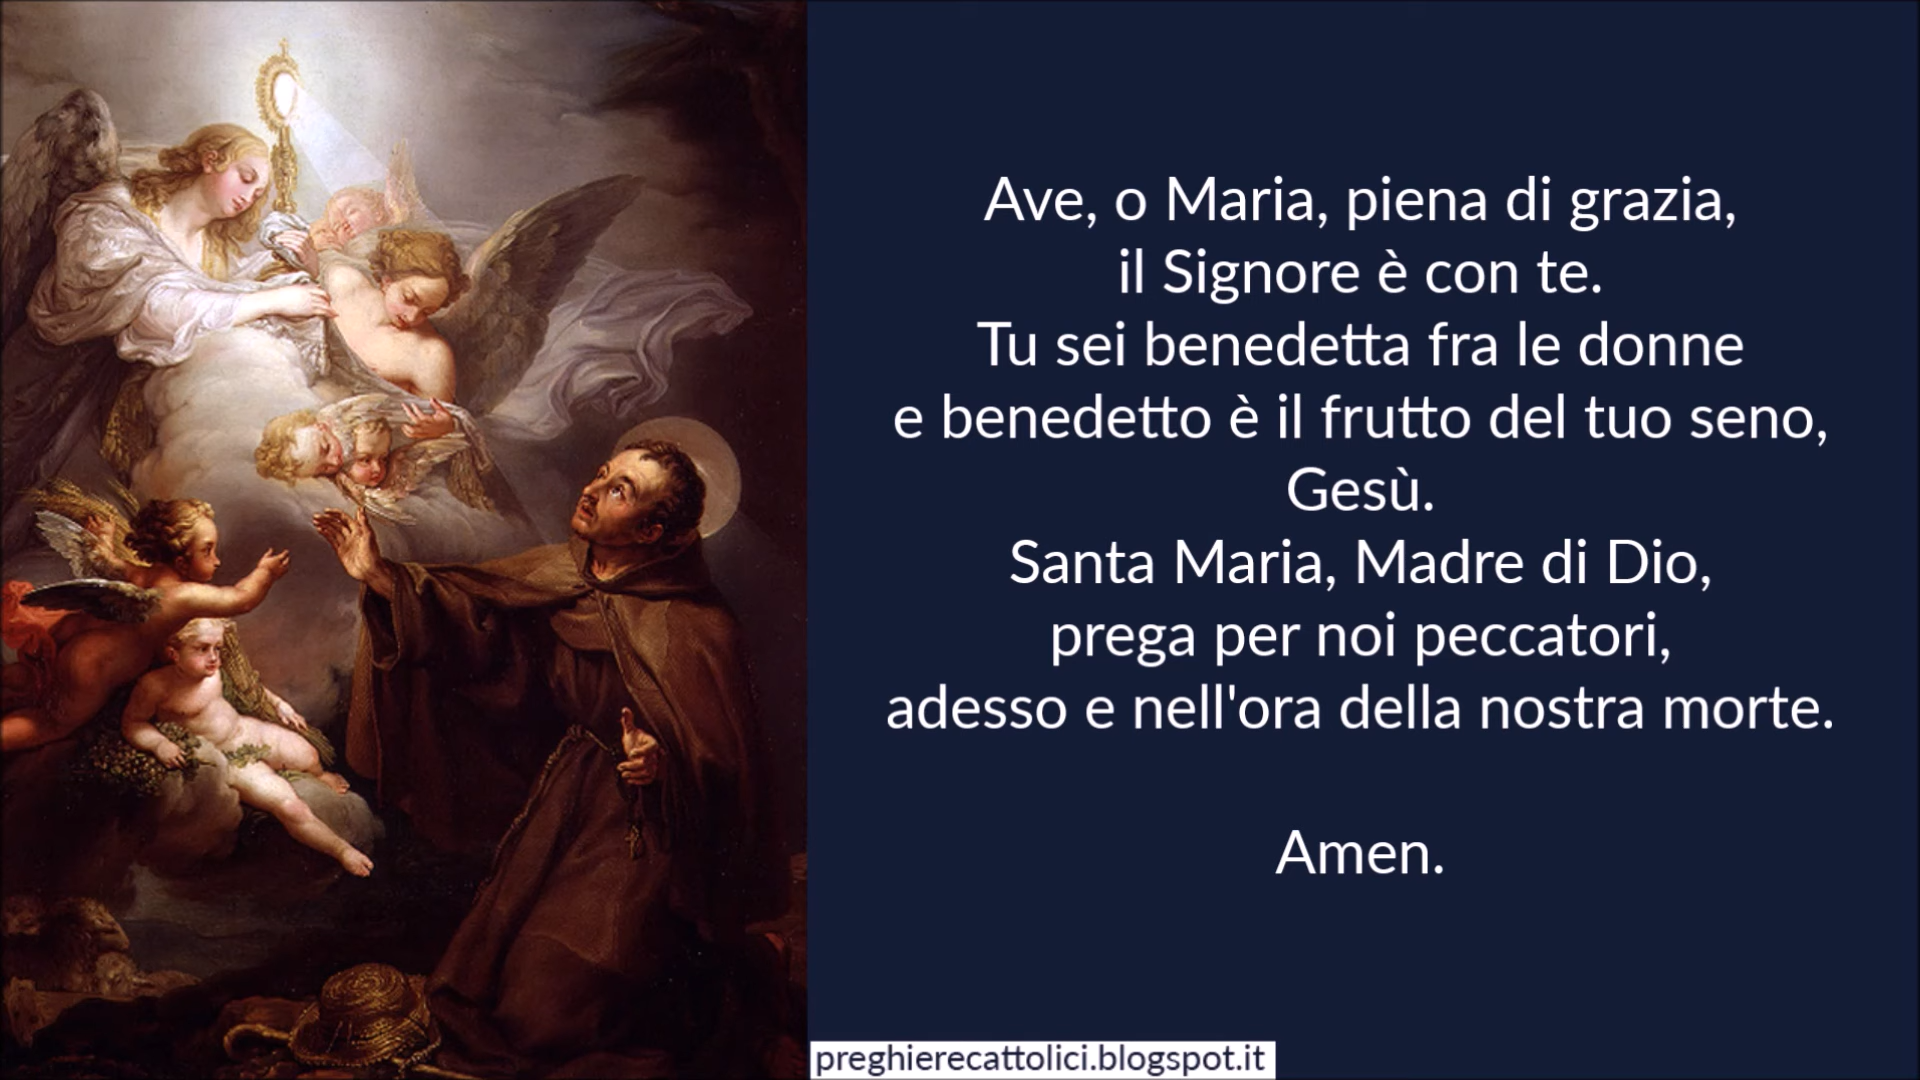 Ave, o Maria, piena di grazia,
il Signore è con te.
Tu sei benedetta fra le donne
e benedetto è il frutto del tuo seno,
Gesù.
Santa Maria, Madre di Dio,
prega per noi peccatori,
adesso e nell'ora della nostra morte.
Amen.
preghierecattolici.blogspot.it